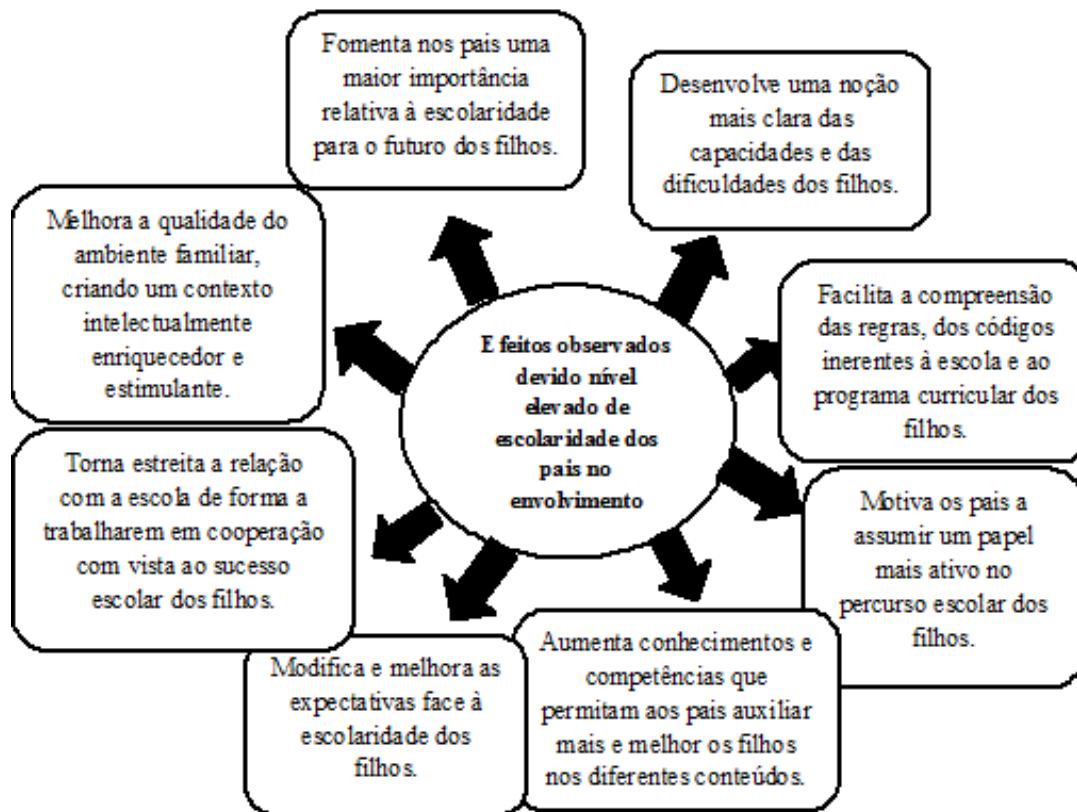 Fomenta nos pais uma
maior importância
relativa à escolaridade
para o futuro dos filhos.
Desenvolve uma noção
mais clara das
capacidades e das
dificuldades dos filhos.
Melhora a qualidade do
ambiente familiar,
criando um contexto
intelectualmente
enriquecedor e
estimulante.
Efeitos observados
devido nível
elevado de
escolaridade dos
pais no
envolvimento
Facilita a compreensão
das regras, dos códigos
inerentes à escola e ao
programa curricular dos
filhos.
Torna estreita a relação
com a escola de forma a
trabalharem em cooperação
com vista ao sucesso
escolar dos filhos.
Motiva os pais a
assumir um papel
mais ativo no
percurso escolar dos
filhos.
Modifica e melhora as
expectativas face à
escolaridade dos
filhos.
Aumenta conhecimentos e
competências que
permitam aos pais auxiliar
mais e melhor os filhos
nos diferentes conteúdos.